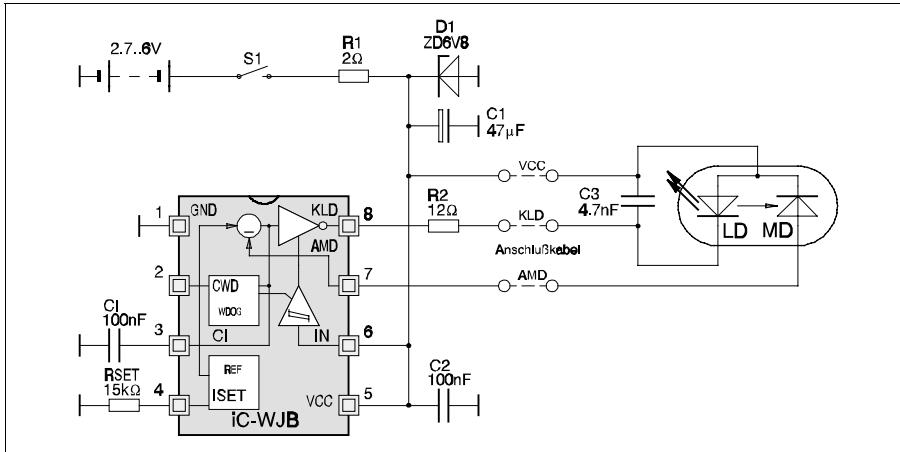 D1
ZD6V8
2.7..6V
S1
R1
2Ω
C1
47µF
VCC
R2
12Ω
KLD
Anschlußkabel
AMD
C3
4.7nF
LD MD
1
GND
KLD
8
AMD
2
7
CWD
WDOG
CI
100nF
3
CI
IN
6
RSET
15kΩ
4
REF
ISET
VCC
5
C2
100nF
iC-WJB